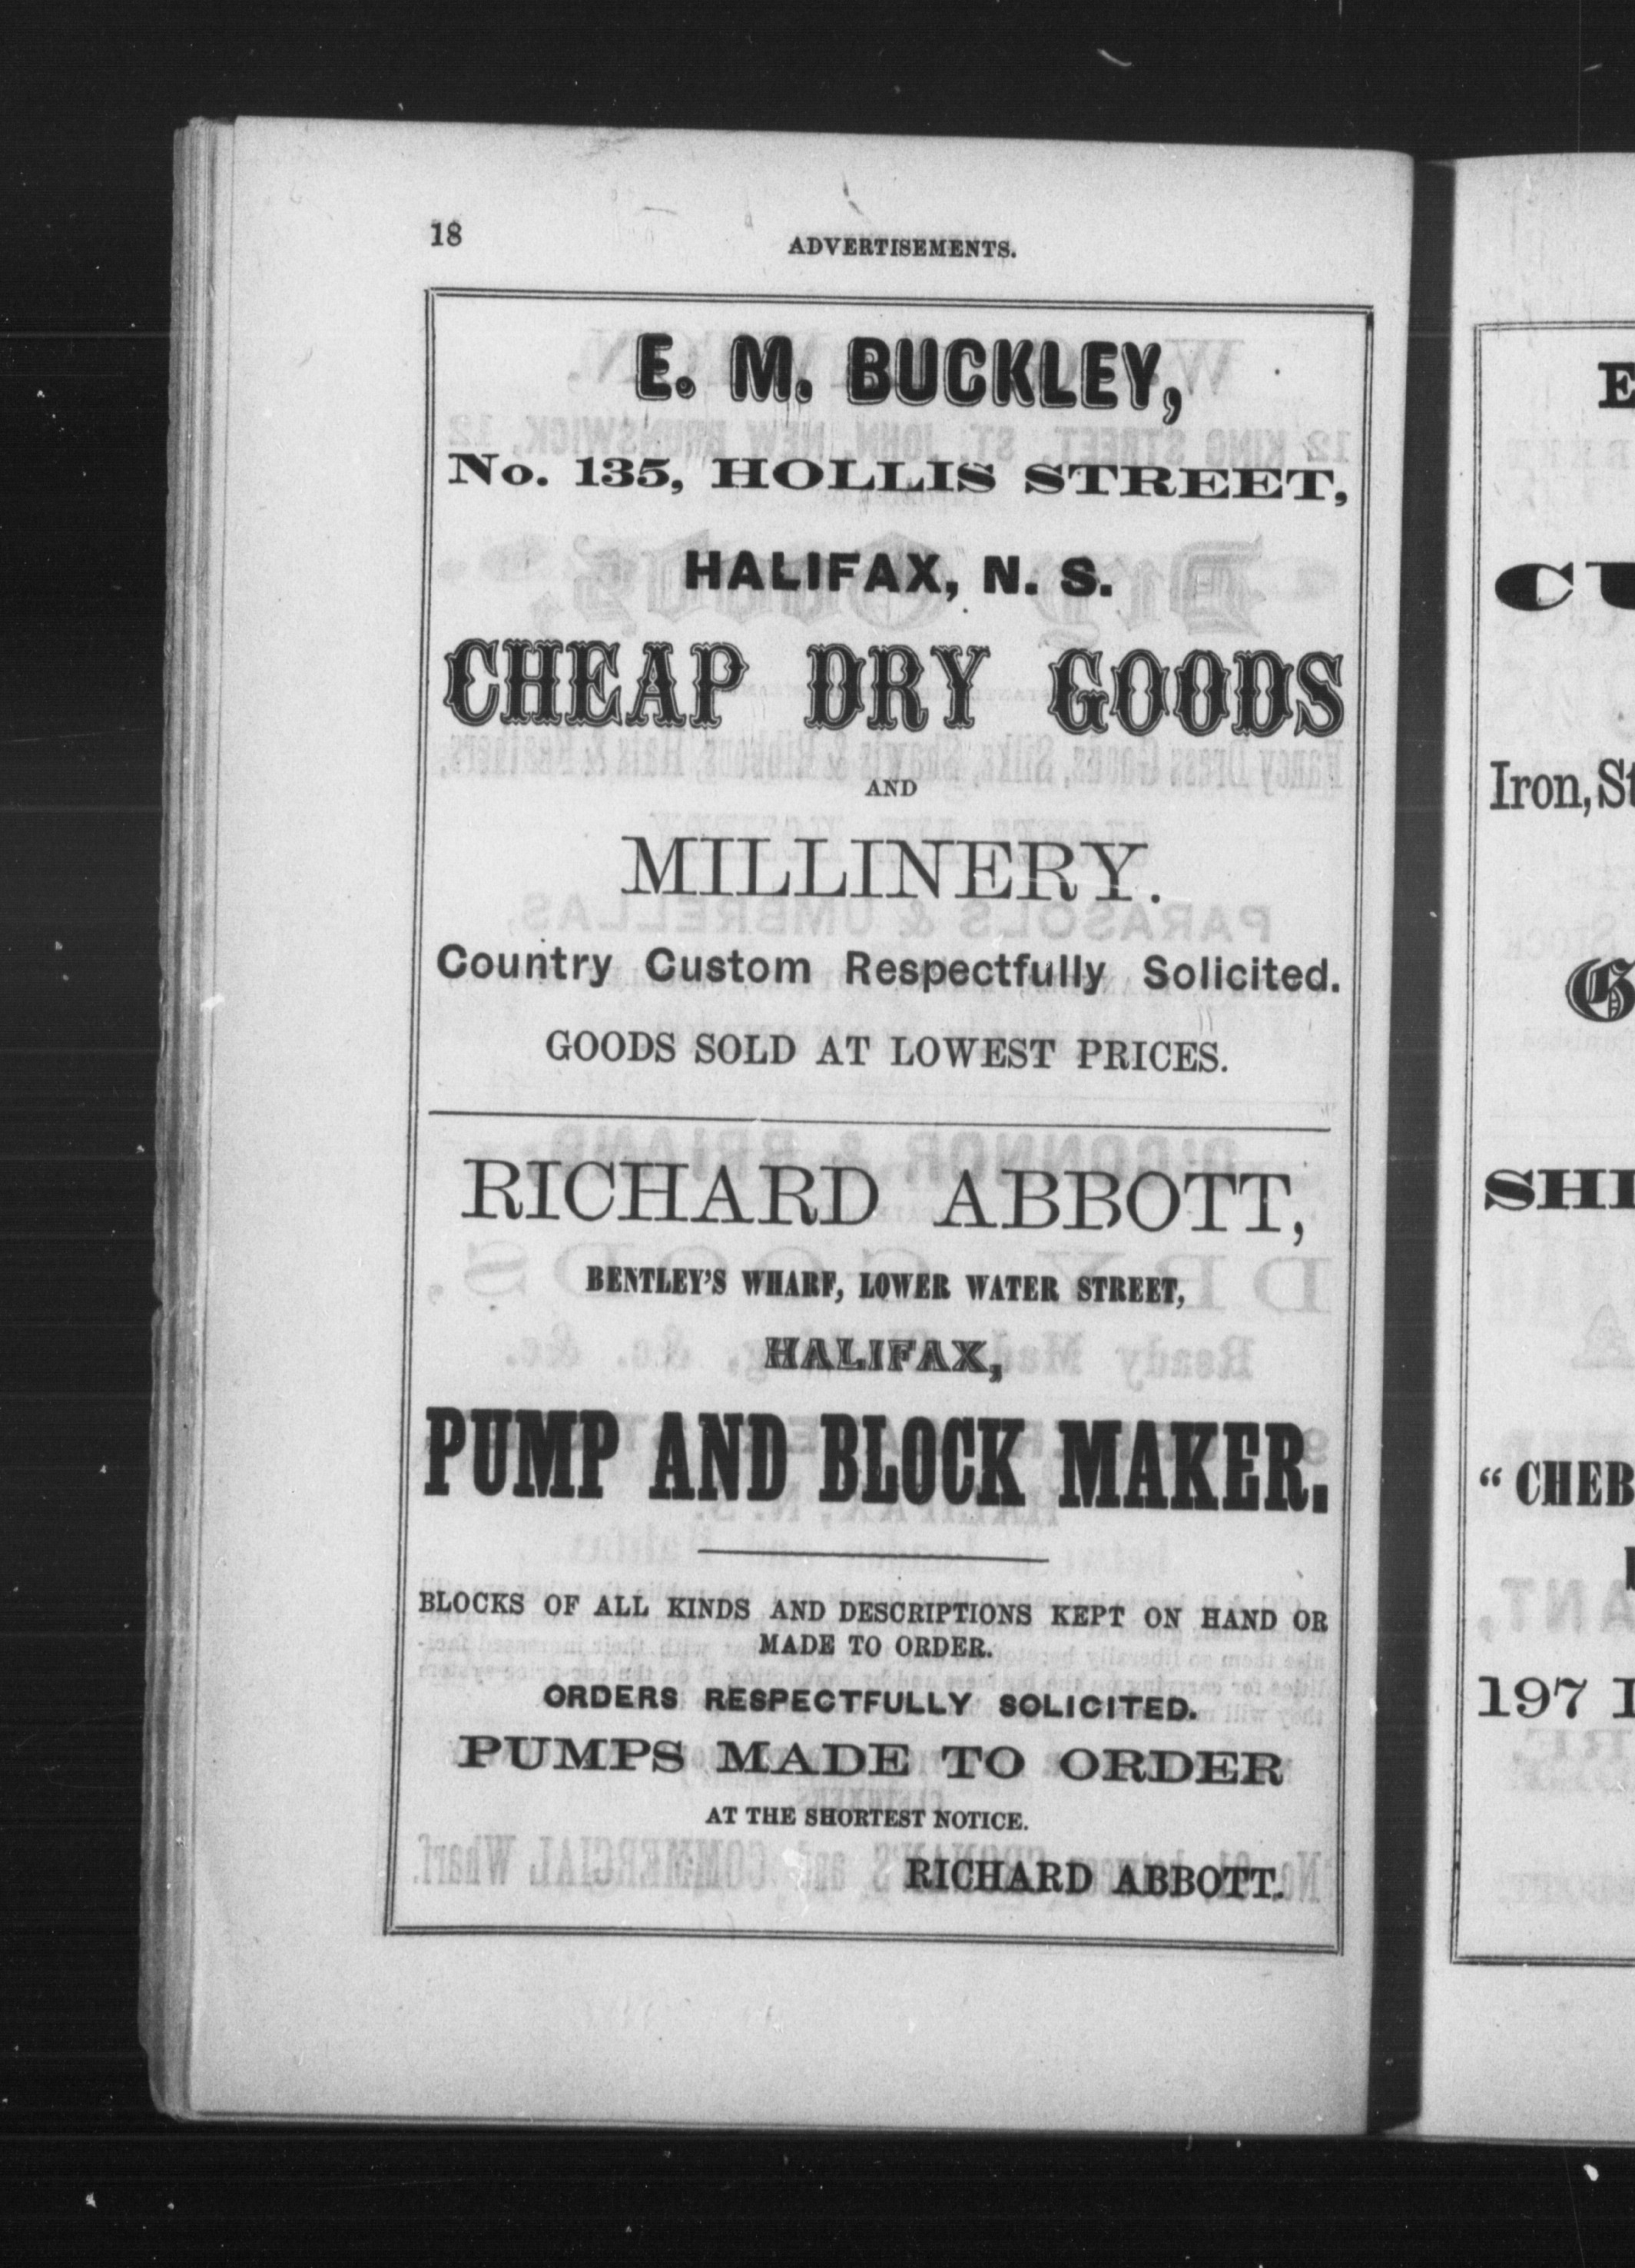 18
ADVERTISEMENTS.
E. M. BUCKLEY,
No. 135, HOLLIS STREET,
HALIFAX, N. S.
CHEAP DRY GOODS
AND
MILLINERY.
Country Custom Respectfully Solicited.
GOODS SOLD AT LOWEST PRICES.
RICHARD ABBOTT,
BENTLEY'S WHARF, LOWER WATER STREET,
HALIFAX,
PUMP AND BLOCK MAKER.
BLOCKS OF ALL KINDS AND DESCRIPTIONS KEPT ON HAND OR
MADE TO ORDER.
ORDERS RESPECTFULLY SOLICITED.
PUMPS MADE TO ORDER
AT THE SHORTEST NOTICE.
RICHARD ABBOTT.
Iron,
197